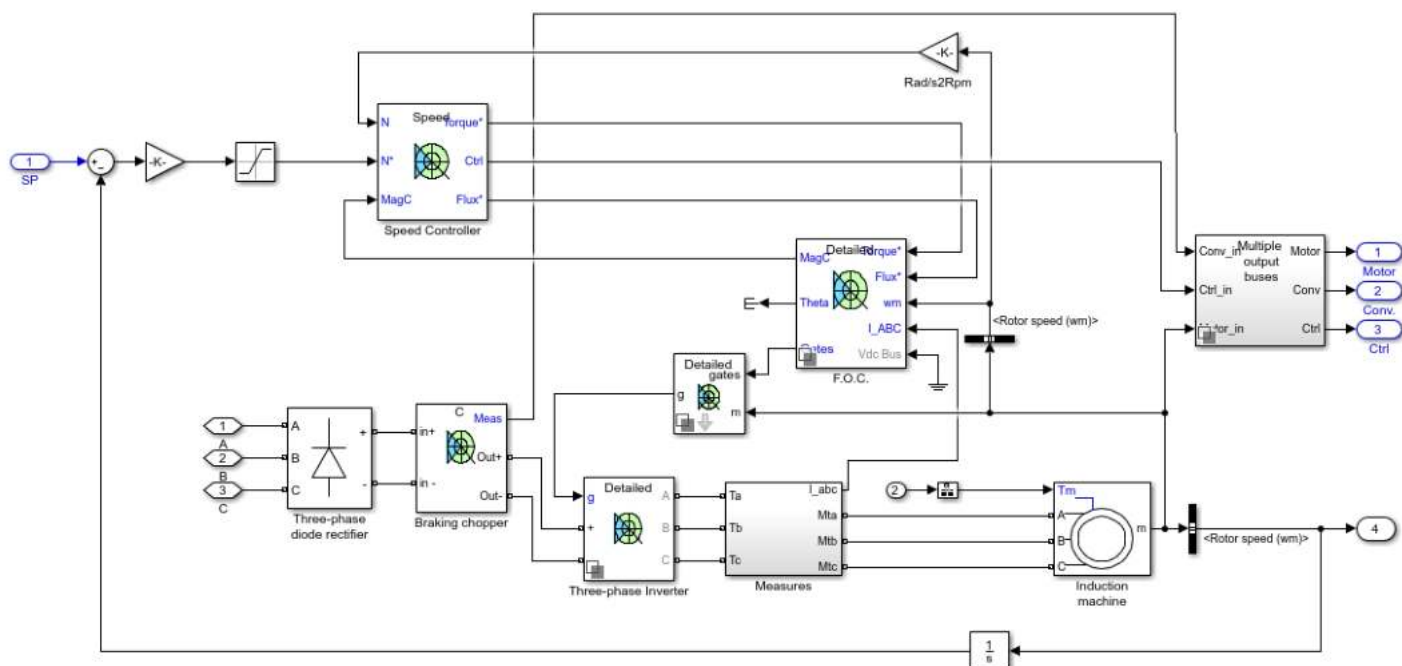 -K-
Rad/s2Rpm
1
SP
+
-
-K-
Speed
N
N*
MagC
Torque*
Ctrl
Flux*
Speed Controller
Detailed
MagC
Theta
Gates
Torque*
Flux*
wm
I_ABC
Vdc Bus
F.O.C.
<Rotor speed (wm)>
Multiple
output
buses
Conv_in
Ctrl_in
Motor_in
Motor
Conv
Ctrl
1
Motor
2
Conv.
3
Ctrl
Detailed
gates
g
m
1
A
2
B
3
C
A
B
C
+
-
Three-phase
diode rectifier
C
in+
in -
Meas
Out+
Out-
Braking chopper
Detailed
g
+
-
A
B
C
Three-phase Inverter
Ta
Tb
Tc
I_abc
Mta
Mtb
Mtc
Measures
2
Tm
A
B
C
m
Induction
machine
<Rotor speed (wm)>
4
1
s